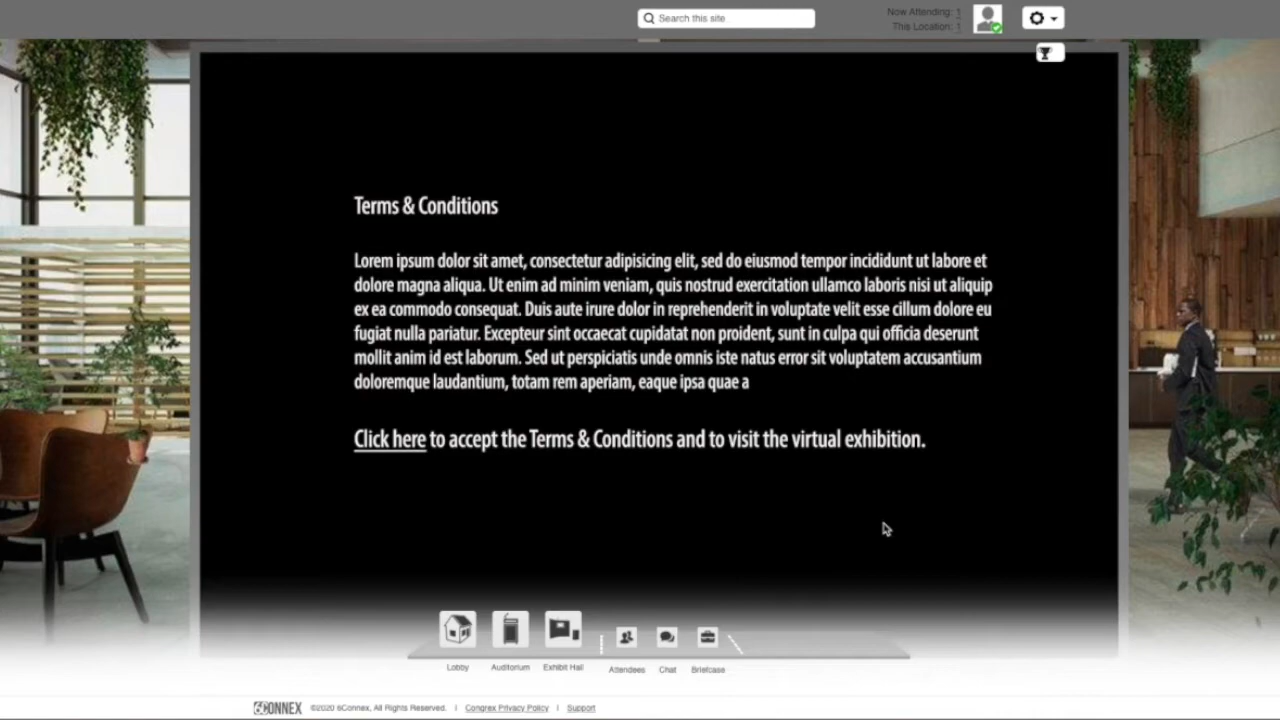 Search this site...
Now Attending: 1
This Location: 1
Terms & Conditions
Lorem ipsum dolor sit amet, consectetur adipisicing elit, sed do eiusmod tempor incididunt ut labore et
dolore magna aliqua. Ut enim ad minim veniam, quis nostrud exercitation ullamco laboris nisi ut aliquip
ex ea commodo consequat. Duis aute irure dolor in reprehenderit in voluptate velit esse cillum dolore eu
fugiat nulla pariatur. Excepteur sint occaecat cupidatat non proident, sunt in culpa qui officia deserunt
mollit anim id est laborum. Sed ut perspiciatis unde omnis iste natus error sit voluptatem accusantium
doloremque laudantium, totam rem aperiam, eaque ipsa quae a
Click here to accept the Terms & Conditions and to visit the virtual exhibition.
Lobby Auditorium Exhibit Hall Attendees Chat Briefcase
6CONNEX ©2020 6Connex, All Rights Reserved. | Congrex Privacy Policy | Support